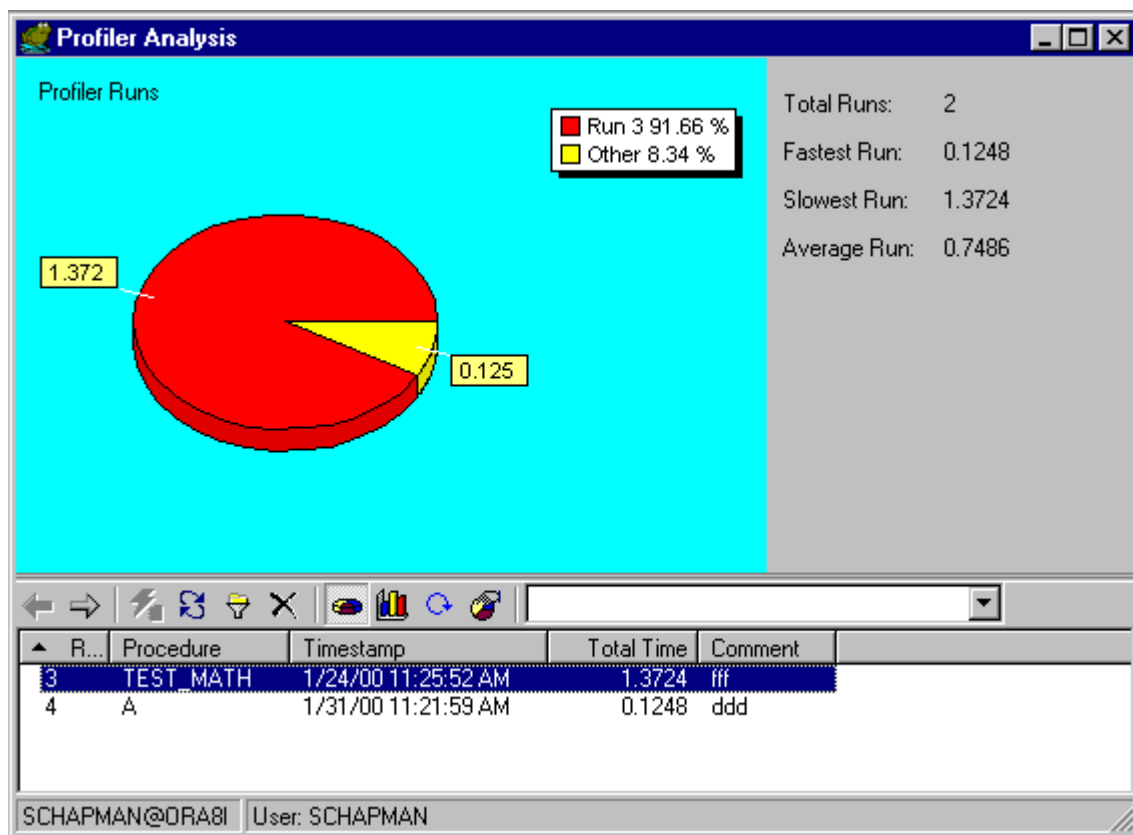 Profiler Analysis
Profiler Runs
Run 3 91.66 %
Other 8.34 %
1.372
0.125
Total Runs: 2
Fastest Run: 0.1248
Slowest Run: 1.3724
Average Run: 0.7486
R... Procedure Timestamp Total Time Comment
3 TEST_MATH 1/24/00 11:25:52 AM 1.3724 fff
4 A 1/31/00 11:21:59 AM 0.1248 ddd
SCHAPMAN@ORA8I User: SCHAPMAN